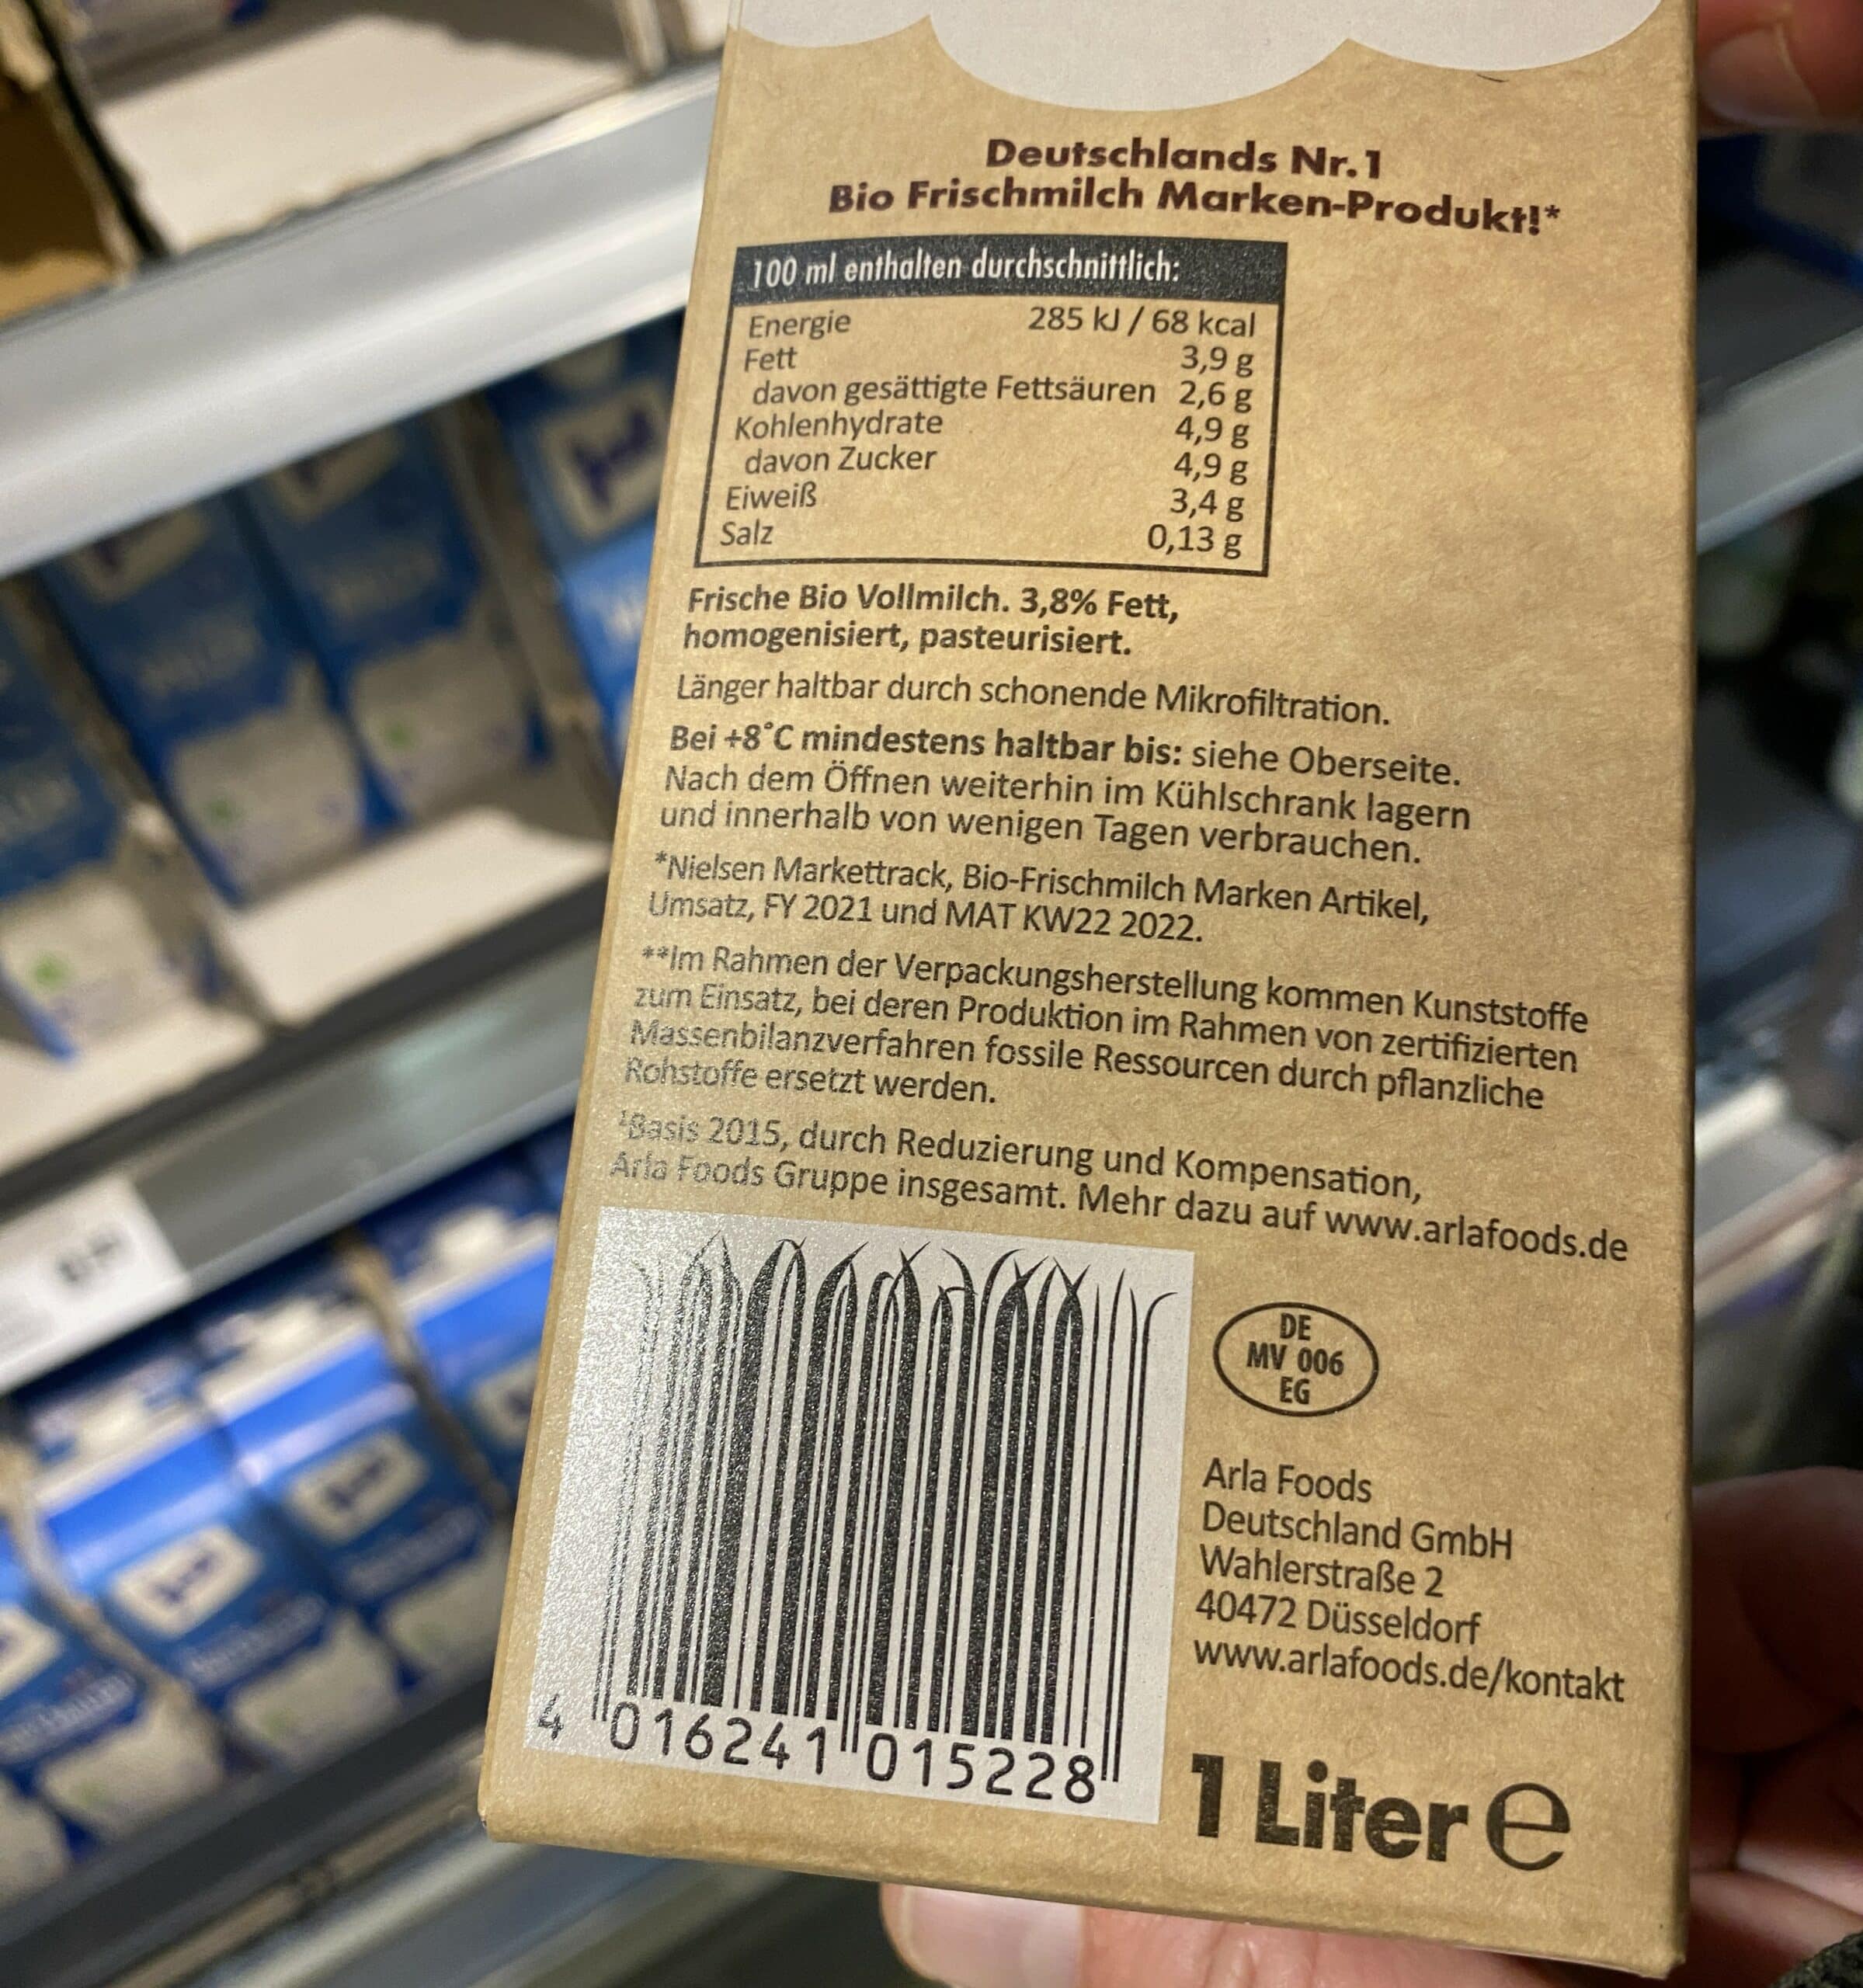 Deutschlands Nr.1
Bio Frischmilch Marken-Produkt!*
100 ml enthalten durchschnittlich:
Energie 285 kJ / 68 kcal
Fett 3,9 g
davon gesättigte Fettsäuren 2,6 g
Kohlenhydrate 4,9 g
davon Zucker 4,9 g
Eiweiß 3,4 g
Salz 0,13 g
Frische Bio Vollmilch. 3,8% Fett,
homogenisiert, pasteurisiert.
Länger haltbar durch schonende Mikrofiltration.
Bei +8°C mindestens haltbar bis: siehe Oberseite.
Nach dem Öffnen weiterhin im Kühlschrank lagern
und innerhalb von wenigen Tagen verbrauchen.
*Nielsen Markettrack, Bio-Frischmilch Marken Artikel,
Umsatz, FY 2021 und MAT KW22 2022.
**Im Rahmen der Verpackungsherstellung kommen Kunststoffe
zum Einsatz, bei deren Produktion im Rahmen von zertifizierten
Massenbilanzverfahren fossile Ressourcen durch pflanzliche
Rohstoffe ersetzt werden.
¹Basis 2015, durch Reduzierung und Kompensation,
Arla Foods Gruppe insgesamt. Mehr dazu auf www.arlafoods.de
DE
MV 006
EG
Arla Foods
Deutschland GmbH
Wahlerstraße 2
40472 Düsseldorf
www.arlafoods.de/kontakt
4 016241 015228
1 Liter e